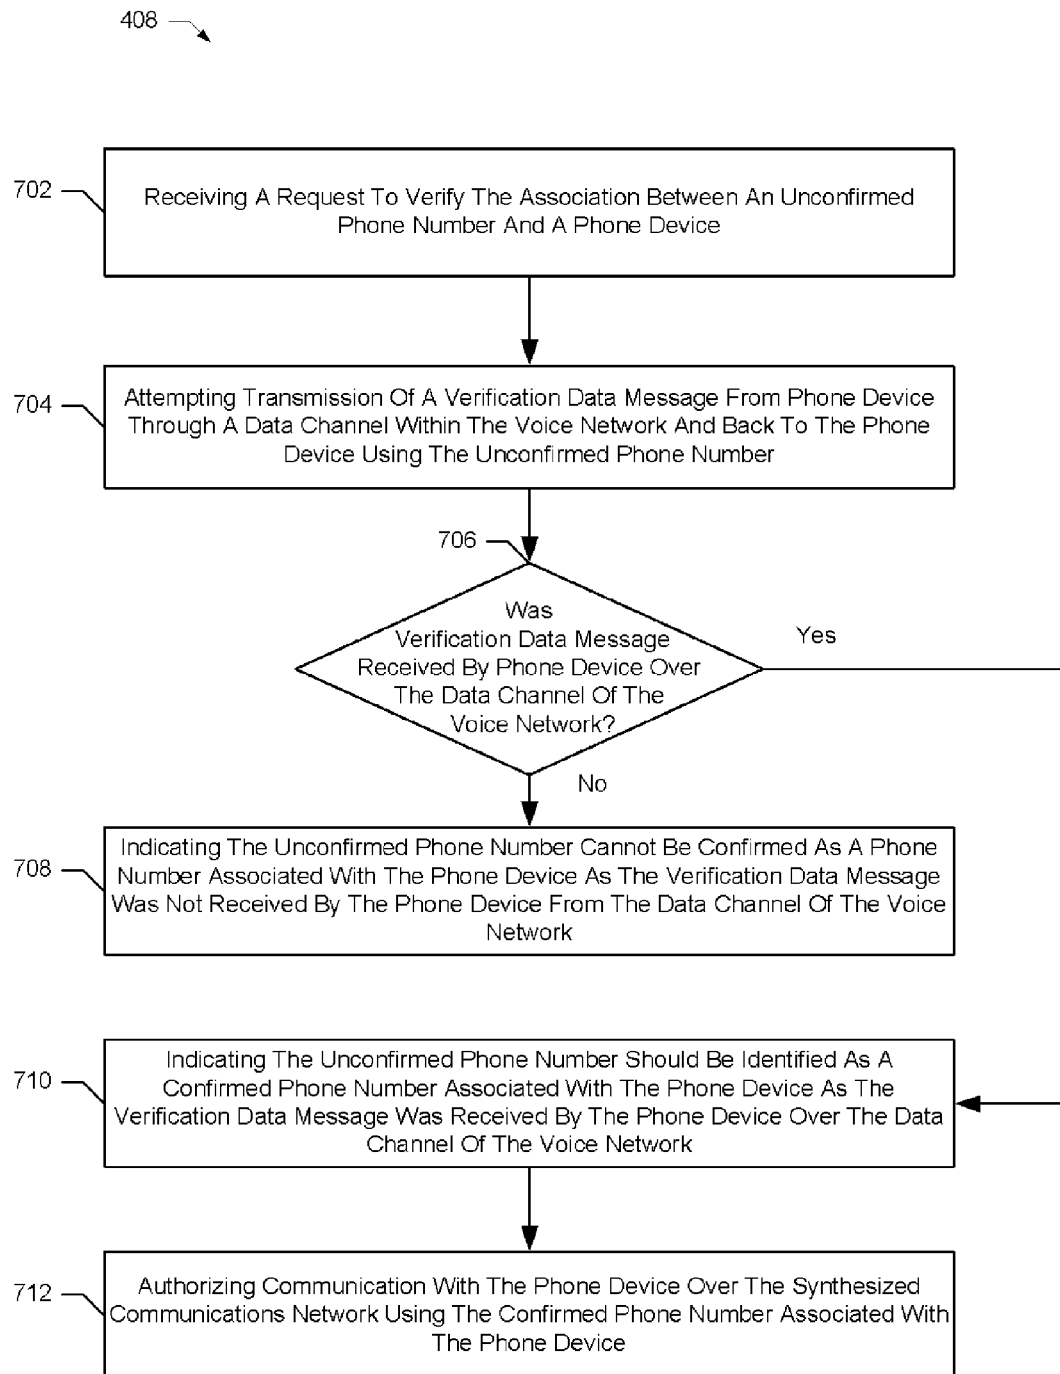 408
702
Receiving A Request To Verify The Association Between An Unconfirmed
Phone Number And A Phone Device
704
Attempting Transmission Of A Verification Data Message From Phone Device
Through A Data Channel Within The Voice Network And Back To The Phone
Device Using The Unconfirmed Phone Number
706
Was
Verification Data Message
Received By Phone Device Over
The Data Channel Of The
Voice Network?
Yes
No
708
Indicating The Unconfirmed Phone Number Cannot Be Confirmed As A Phone
Number Associated With The Phone Device As The Verification Data Message
Was Not Received By The Phone Device From The Data Channel Of The Voice
Network
710
Indicating The Unconfirmed Phone Number Should Be Identified As A
Confirmed Phone Number Associated With The Phone Device As The
Verification Data Message Was Received By The Phone Device Over The Data
Channel Of The Voice Network
712
Authorizing Communication With The Phone Device Over The Synthesized
Communications Network Using The Confirmed Phone Number Associated With
The Phone Device